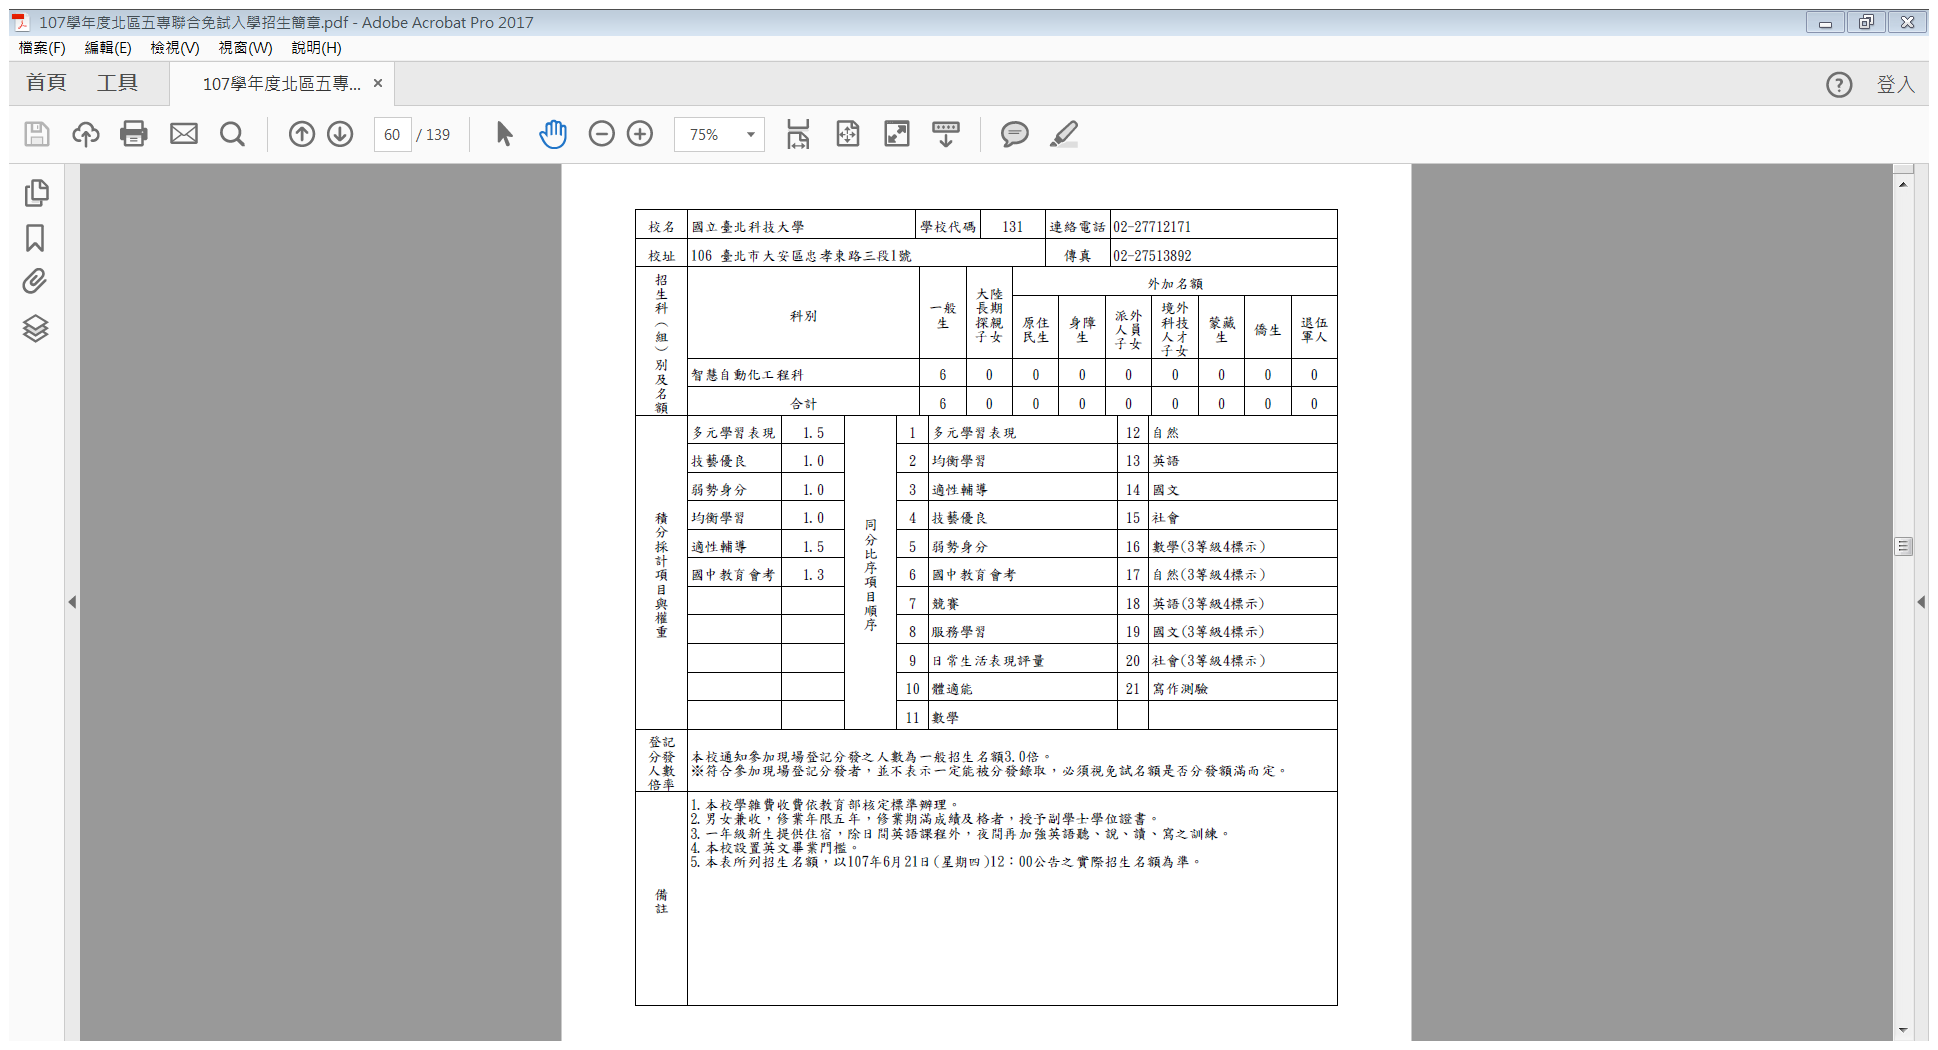 107學年度北區五專聯合免試入學招生簡章.pdf - Adobe Acrobat Pro 2017
檔案(F) 編輯(E) 檢視(V) 視窗(W) 說明(H)
首頁 工具 107學年度北區五專... × ? 登入
60 / 139 75%
校名 國立臺北科技大學 學校代碼 131 連絡電話 02-27712171
校址 106 臺北市大安區忠孝東路三段1號 傳真 02-27513892
招生科（組）別及名額
科別
一般
生
大陸
長期
探親
子女
外加名額
原住
民生
身障
生
派外
人員
子女
境外
科技
人才
子女
蒙藏
生
僑生
退伍
軍人
智慧自動化工程科 6 0 0 0 0 0 0 0 0
合計 6 0 0 0 0 0 0 0 0
積分採計項目與權重
多元學習表現 1.5
技藝優良 1.0
弱勢身分 1.0
均衡學習 1.0
適性輔導 1.5
國中教育會考 1.3
同分比序項目順序
1 多元學習表現 12 自然
2 均衡學習 13 英語
3 適性輔導 14 國文
4 技藝優良 15 社會
5 弱勢身分 16 數學(3等級4標示)
6 國中教育會考 17 自然(3等級4標示)
7 競賽 18 英語(3等級4標示)
8 服務學習 19 國文(3等級4標示)
9 日常生活表現評量 20 社會(3等級4標示)
10 體適能 21 寫作測驗
11 數學
登記
分發
人數
倍率
本校通知參加現場登記分發之人數為一般招生名額3.0倍。
※符合參加現場登記分發者，並不表示一定能被分發錄取，必須視免試名額是否分發額滿而定。
備註
1.本校學雜費收費依教育部核定標準辦理。
2.男女兼收，修業年限五年，修業期滿成績及格者，授予副學士學位證書。
3.一年級新生提供住宿，除日間英語課程外，夜間再加強英語聽、說、讀、寫之訓練。
4.本校設置英文畢業門檻。
5.本表所列招生名額，以107年6月21日(星期四)12：00公告之實際招生名額為準。